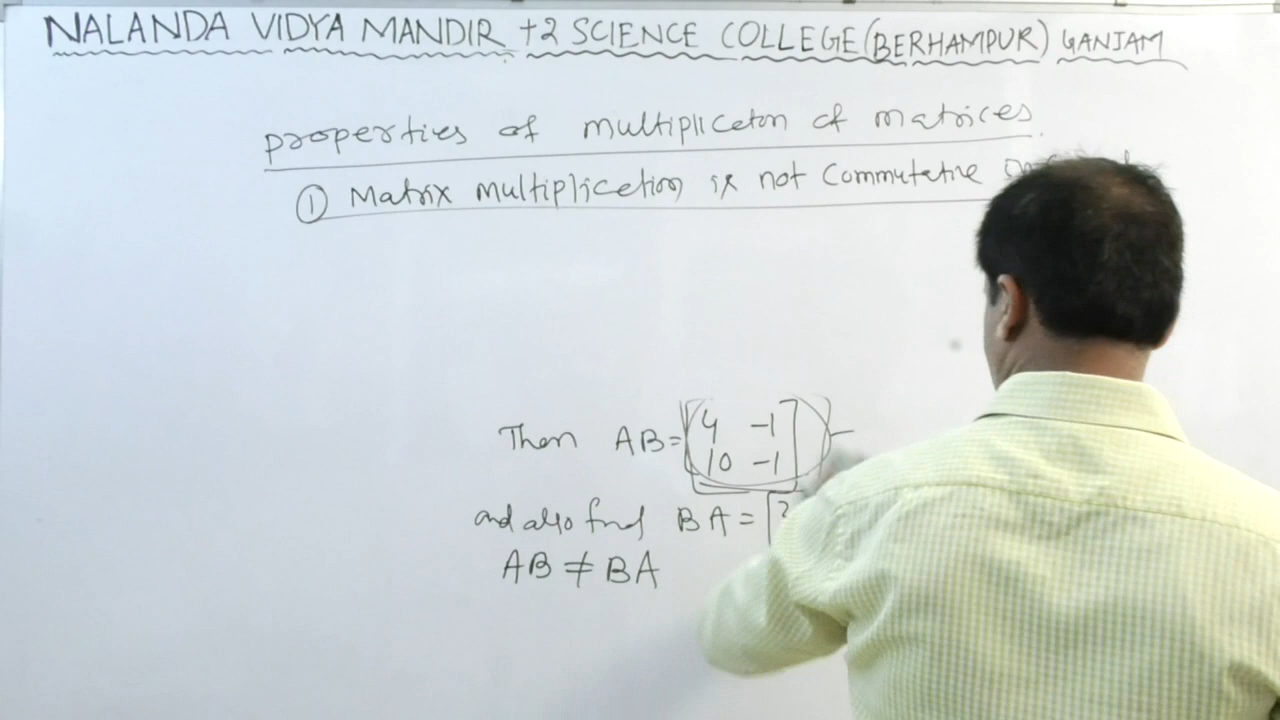 NALANDA VIDYA MANDIR +2 SCIENCE COLLEGE (BERHAMPUR) GANJAM
properties of multiplicetion of matrices.
① Matrix multiplicetion is not Commutative
Then AB= [4 -1
10 -1]
and also find BA = [2
AB ≠ BA